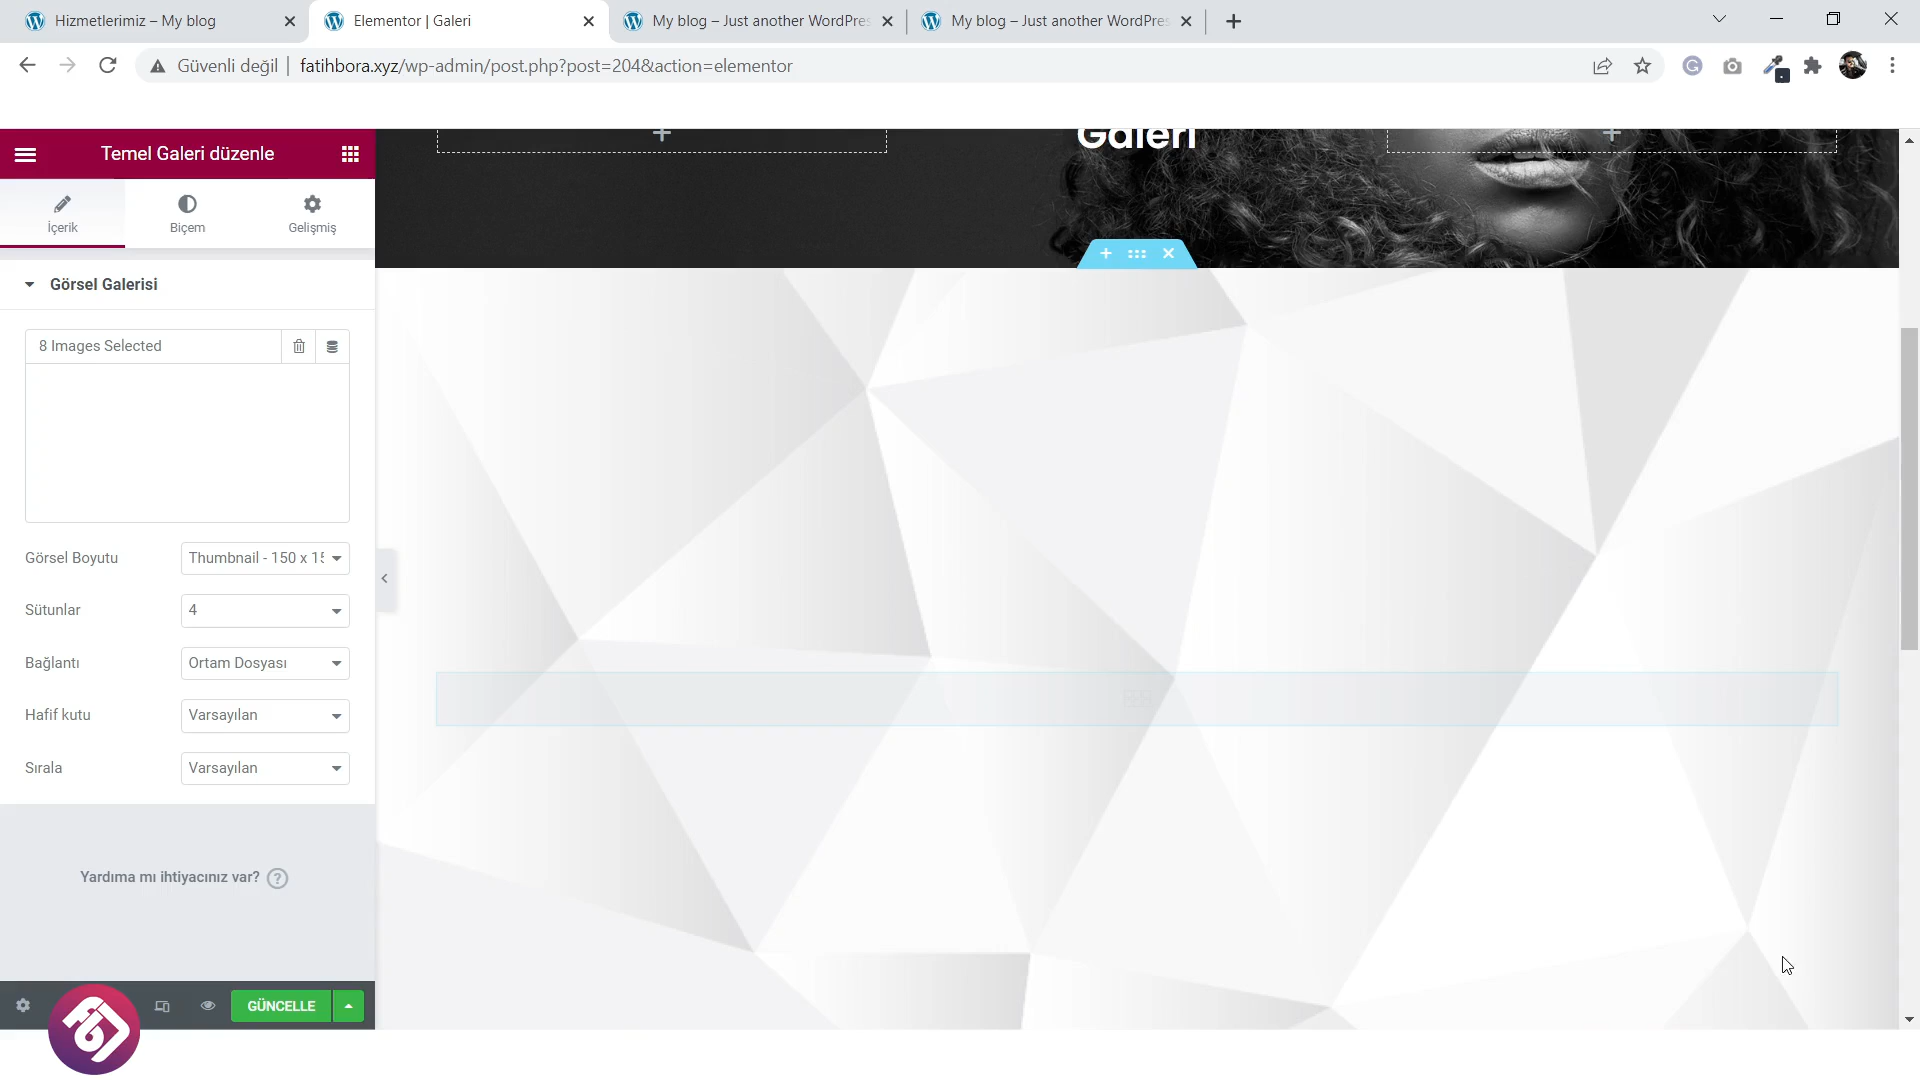 Hizmetlerimiz – My blog
Elementor | Galeri
My blog – Just another WordPres
My blog – Just another WordPres
Güvenli değil
fatihbora.xyz/wp-admin/post.php?post=204&action=elementor
Temel Galeri düzenle
Galeri
İçerik
Biçem
Gelişmiş
Görsel Galerisi
8 Images Selected
Görsel Boyutu
Thumbnail - 150 x 15
Sütunlar
4
Bağlantı
Ortam Dosyası
Hafif kutu
Varsayılan
Sırala
Varsayılan
Yardıma mı ihtiyacınız var?
GÜNCELLE